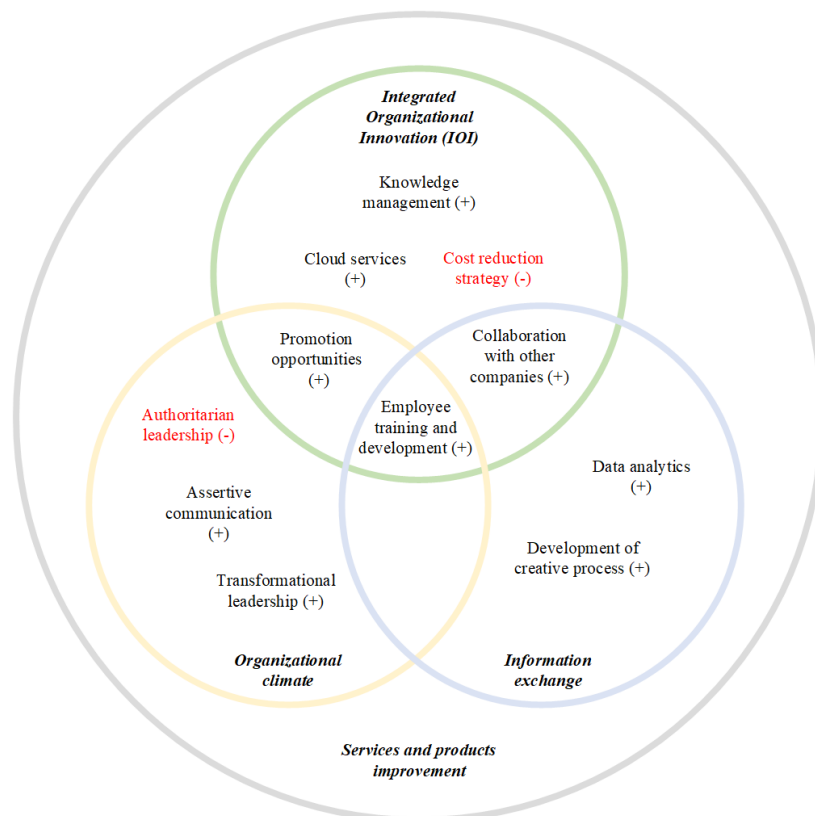 Integrated
Organizational
Innovation (IOI)
Knowledge
management (+)
Cloud services
(+)
Cost reduction
strategy (-)
Promotion
opportunities
(+)
Collaboration
with other
companies (+)
Employee
training and
development (+)
Authoritarian
leadership (-)
Assertive
communication
(+)
Transformational
leadership (+)
Data analytics
(+)
Development of
creative process (+)
Organizational
climate
Information
exchange
Services and products
improvement